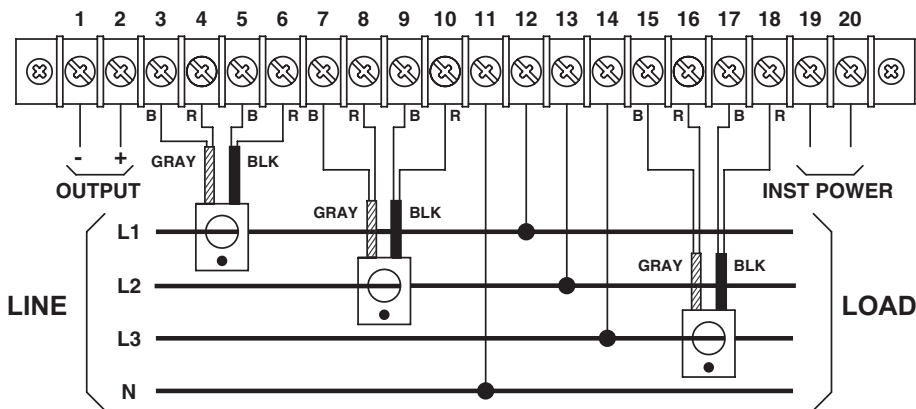 1 2 3 4 5 6 7 8 9 10 11 12 13 14 15 16 17 18 19 20
B R B R B R B R B R B R
- +
GRAY BLK
OUTPUT
INST POWER
GRAY BLK
L1
GRAY BLK
L2
LINE
LOAD
L3
N